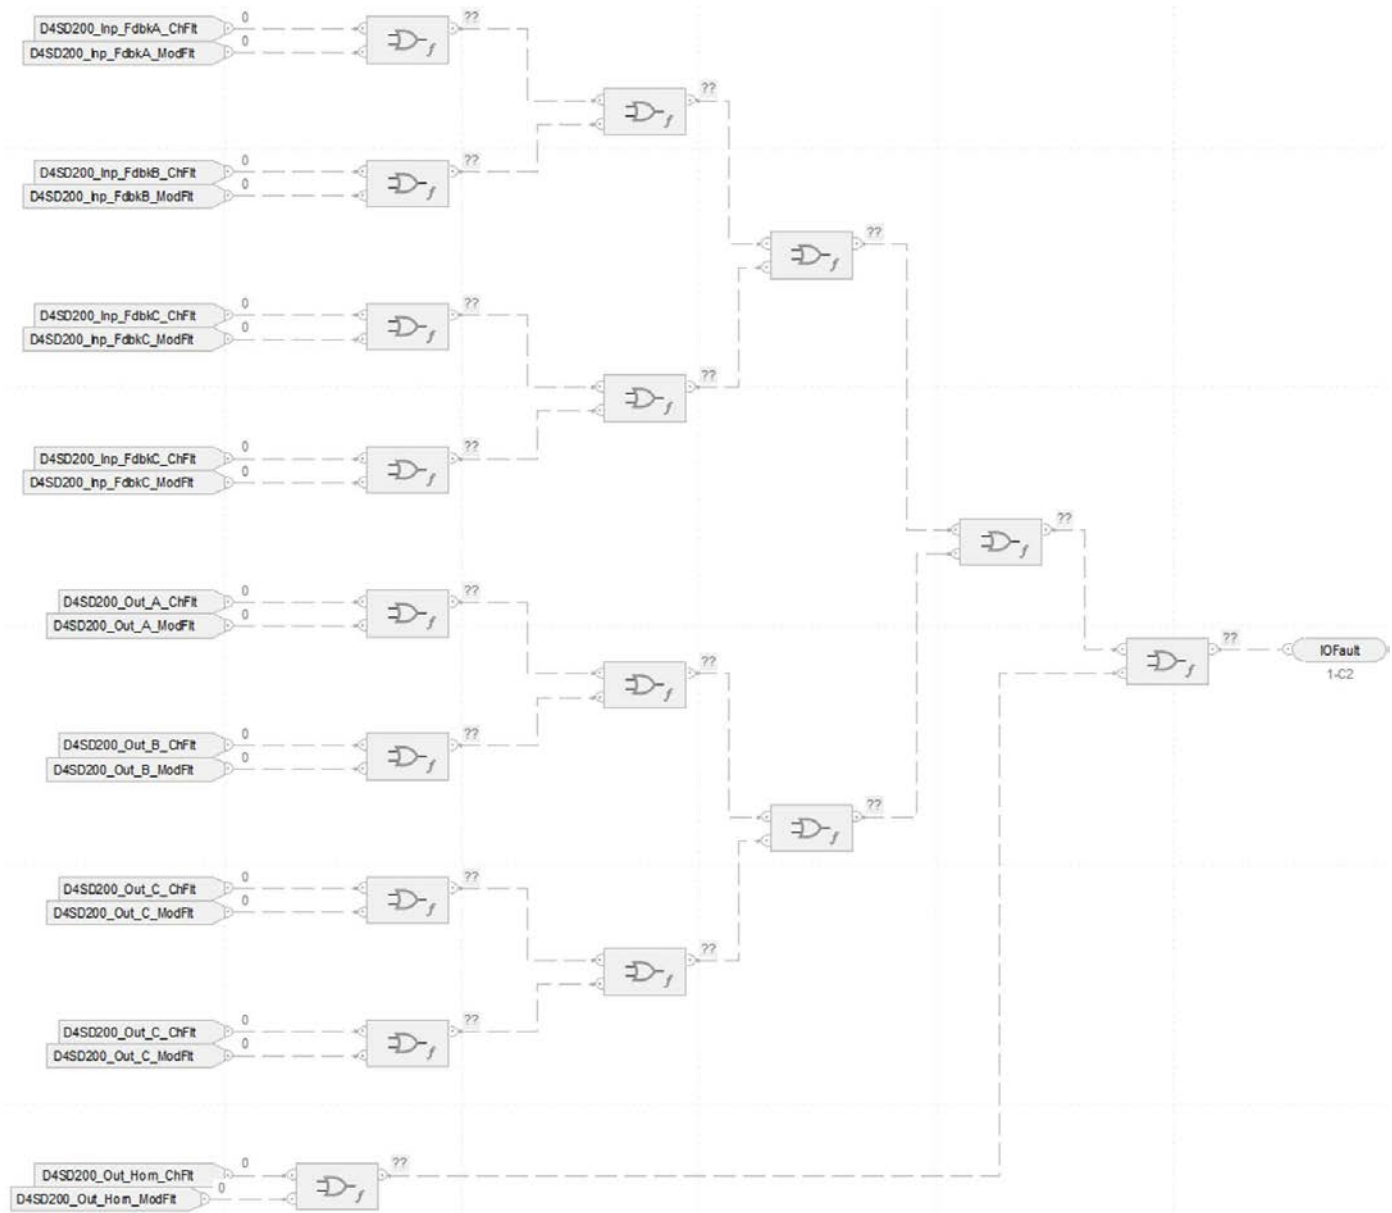 0
??
D4SD200_Inp_FdbkA_ChFlt
0
D4SD200_Inp_FdbkA_ModFlt
f
??
f
0
??
D4SD200_Inp_FdbkB_ChFlt
0
D4SD200_Inp_FdbkB_ModFlt
f
??
f
0
??
D4SD200_Inp_FdbkC_ChFlt
0
D4SD200_Inp_FdbkC_ModFlt
f
??
f
0
??
D4SD200_Inp_FdbkC_ChFlt
0
D4SD200_Inp_FdbkC_ModFlt
f
??
f
0
??
D4SD200_Out_A_ChFlt
0
D4SD200_Out_A_ModFlt
f
??
IOFault
1-C2
f
??
f
0
??
D4SD200_Out_B_ChFlt
0
D4SD200_Out_B_ModFlt
f
??
f
0
??
D4SD200_Out_C_ChFlt
0
D4SD200_Out_C_ModFlt
f
??
f
0
??
D4SD200_Out_C_ChFlt
0
D4SD200_Out_C_ModFlt
f
0
??
D4SD200_Out_Horn_ChFlt
0
D4SD200_Out_Horn_ModFlt
f